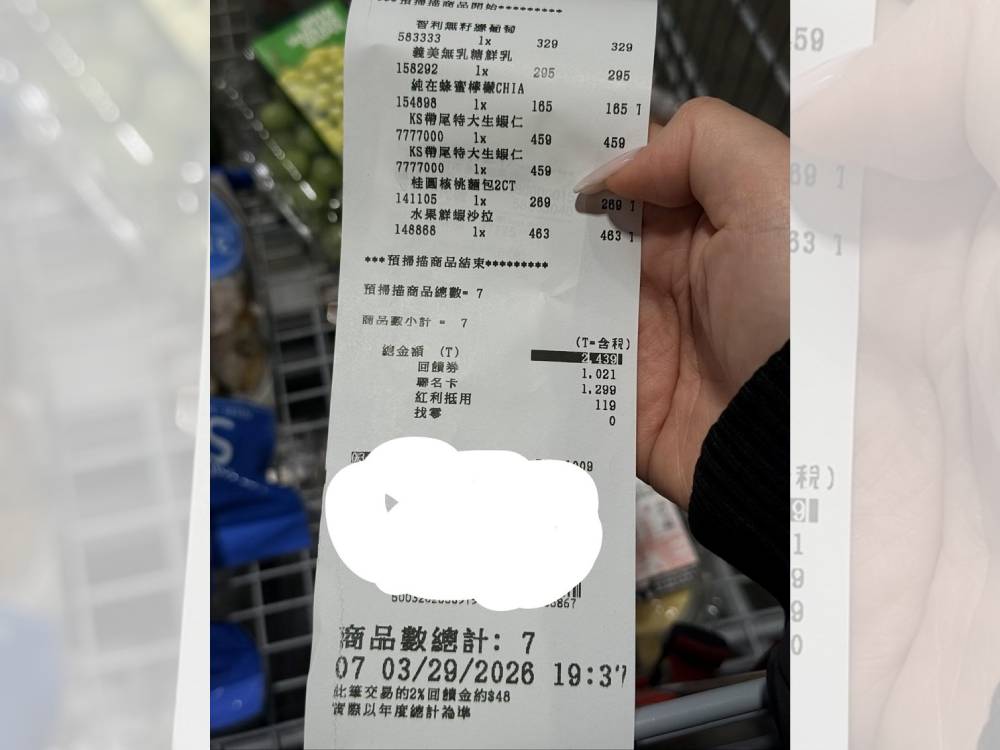 ***預掃描商品開始*********
智利無籽綠葡萄
583333 1x 329 329
義美無乳糖鮮乳
158292 1x 295 295
純在蜂蜜檸檬CHIA
154898 1x 165 165 T
KS帶尾特大生蝦仁
7777000 1x 459 459
KS帶尾特大生蝦仁
7777000 1x 459
桂圓核桃麵包2CT
141105 1x 269 269 T
水果鮮蝦沙拉
148868 1x 463 463 T
***預掃描商品結束*********
預掃描商品總數= 7
商品數小計 = 7
(T=含稅)
總金額 (T) 2,439
回饋券 1,021
聯名卡 1,299
紅利抵用 119
找零 0
商品數總計: 7
07 03/29/2026 19:37
此筆交易的2%回饋金約$48
實際以年度總計為準